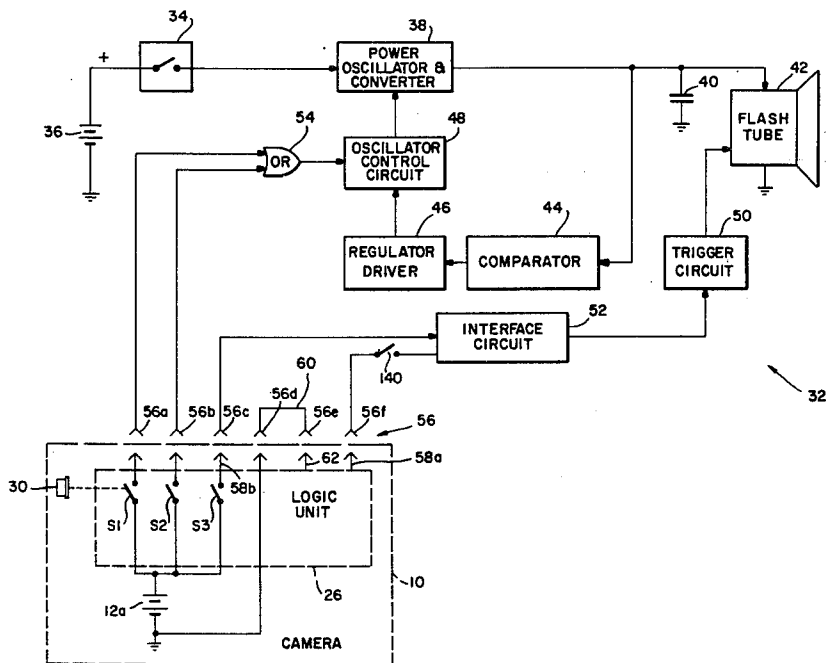 34
38
+
POWER
OSCILLATOR &
CONVERTER
42
40
36
54
48
FLASH
TUBE
OR
OSCILLATOR
CONTROL
CIRCUIT
46
44
50
REGULATOR
DRIVER
COMPARATOR
TRIGGER
CIRCUIT
52
INTERFACE
CIRCUIT
60
140
32
56a
56b
56c
56d
56e
56f
56
30
58b
62
58a
S1
S2
S3
LOGIC
UNIT
12a
26
10
CAMERA